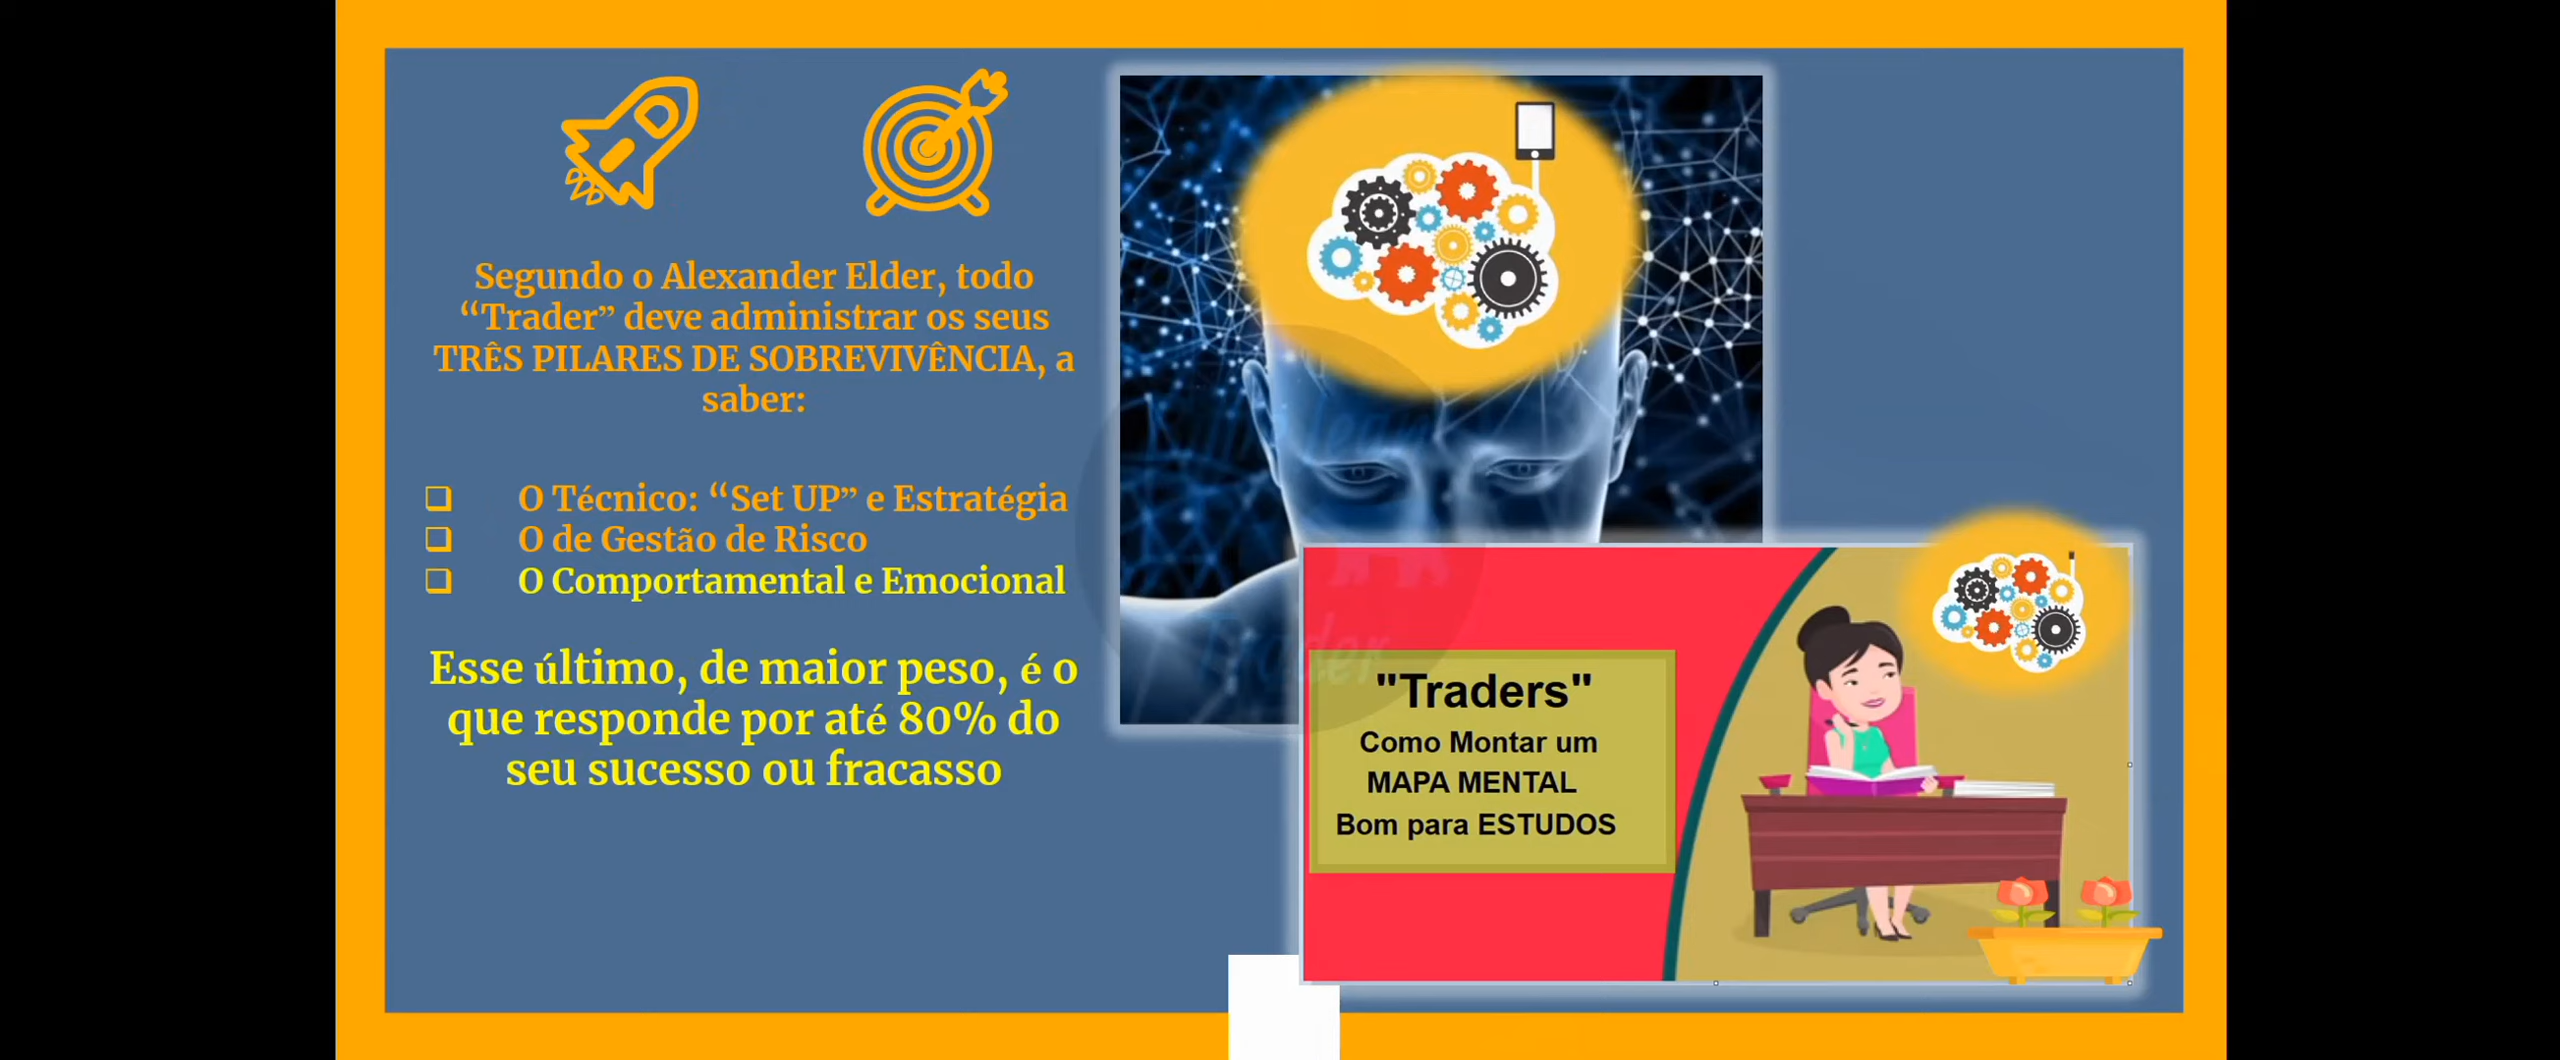 Segundo o Alexander Elder, todo
“Trader” deve administrar os seus
TRÊS PILARES DE SOBREVIVÊNCIA, a
saber:
O Técnico: “Set UP” e Estratégia
O de Gestão de Risco
O Comportamental e Emocional
Esse último, de maior peso, é o
que responde por até 80% do
seu sucesso ou fracasso
"Traders"
Como Montar um
MAPA MENTAL
Bom para ESTUDOS
Trader